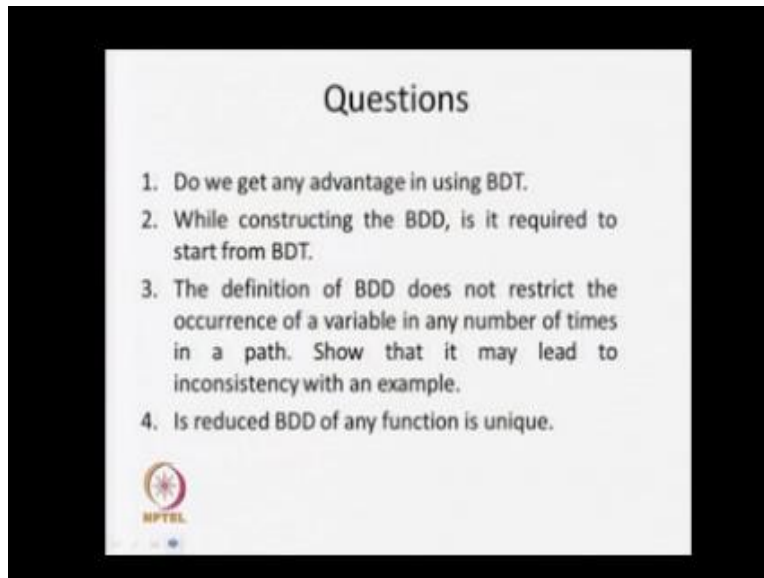 Questions
1. Do we get any advantage in using BDT.
2. While constructing the BDD, is it required to
start from BDT.
3. The definition of BDD does not restrict the
occurrence of a variable in any number of times
in a path. Show that it may lead to
inconsistency with an example.
4. Is reduced BDD of any function is unique.
NPTEL